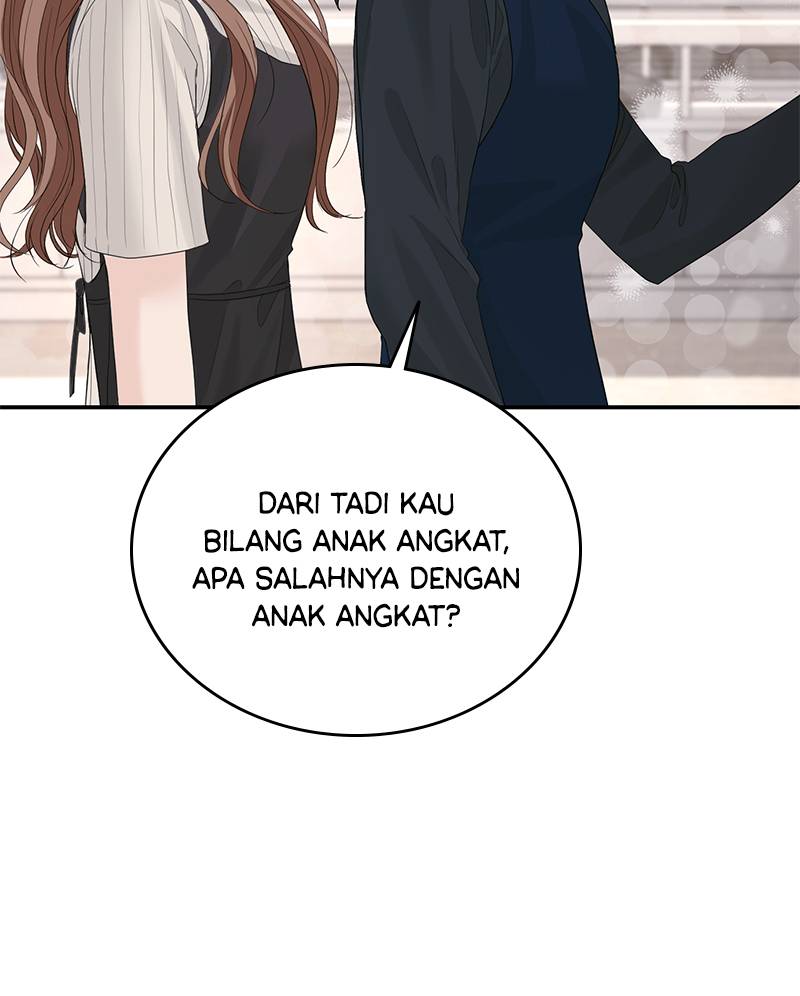 DARI TADI KAU
BILANG ANAK ANGKAT,
APA SALAHNYA DENGAN
ANAK ANGKAT?